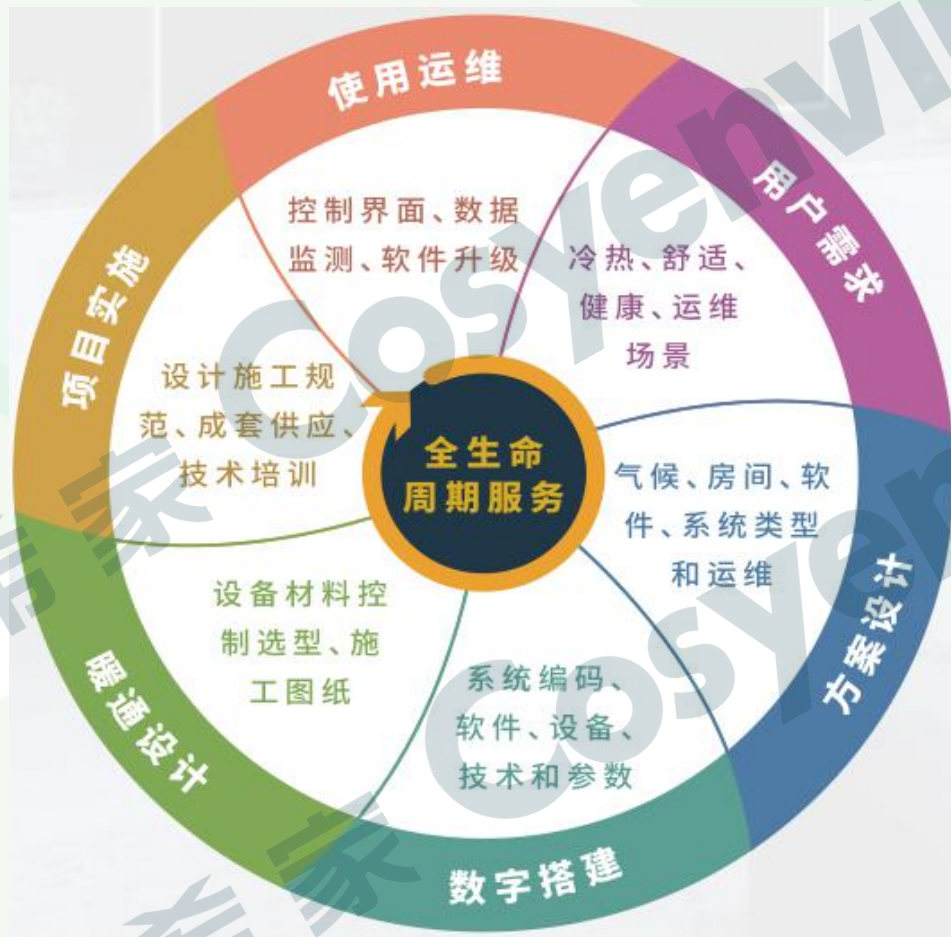 使用运维
控制界面、数据
监测、软件升级
用户需求
冷热、舒适、
健康、运维
场景
方案设计
气候、房间、软
件、系统类型
和运维
数字搭建
系统编码、
软件、设备、
技术和参数
暖通设计
设备材料控
制选型、施
工图纸
项目实施
设计施工规
范、成套供应、
技术培训
全生命
周期服务
希家 Cosyenvi
希家 Cosyen